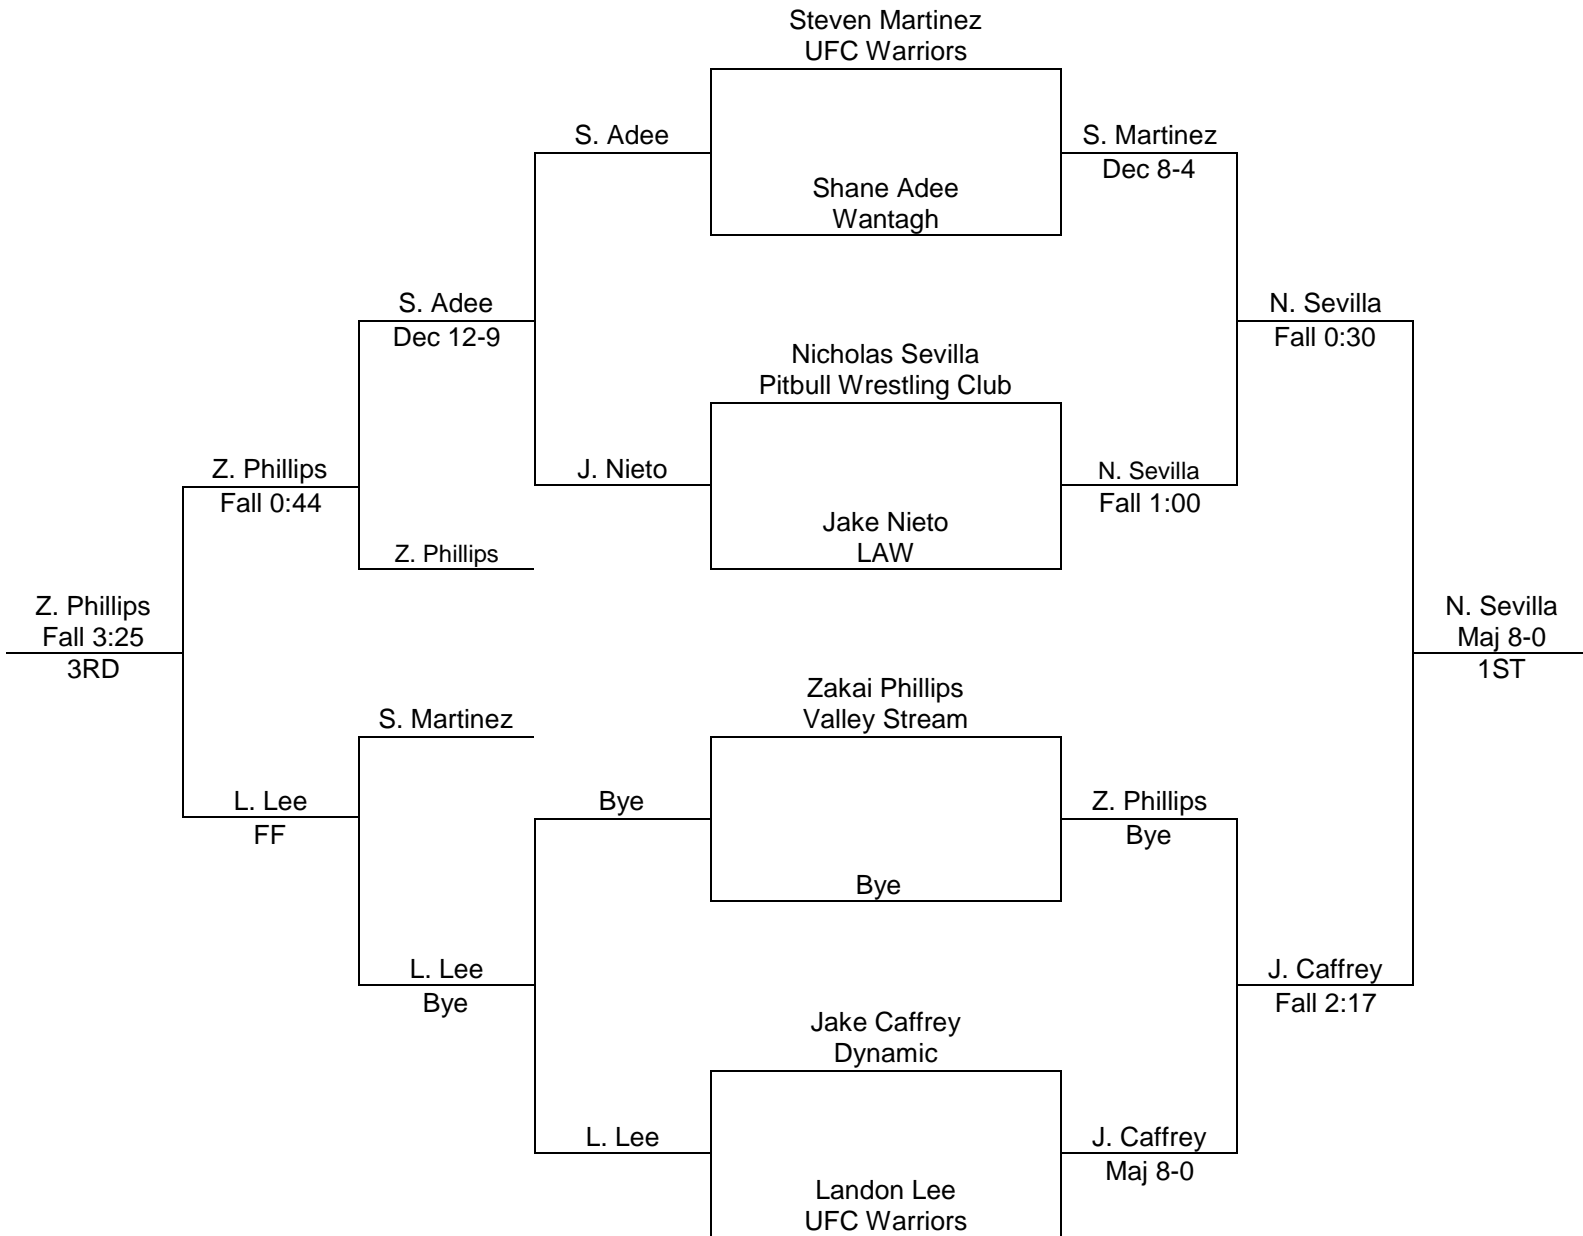 Steven Martinez
UFC Warriors
S. Adee
S. Martinez
Dec 8-4
Shane Adee
Wantagh
S. Adee
Dec 12-9
N. Sevilla
Fall 0:30
Nicholas Sevilla
Pitbull Wrestling Club
Z. Phillips
Fall 0:44
J. Nieto
N. Sevilla
Fall 1:00
Jake Nieto
LAW
Z. Phillips
Z. Phillips
Fall 3:25
3RD
N. Sevilla
Maj 8-0
1ST
Zakai Phillips
Valley Stream
S. Martinez
L. Lee
FF
Bye
Z. Phillips
Bye
Bye
L. Lee
Bye
J. Caffrey
Fall 2:17
Jake Caffrey
Dynamic
L. Lee
J. Caffrey
Maj 8-0
Landon Lee
UFC Warriors